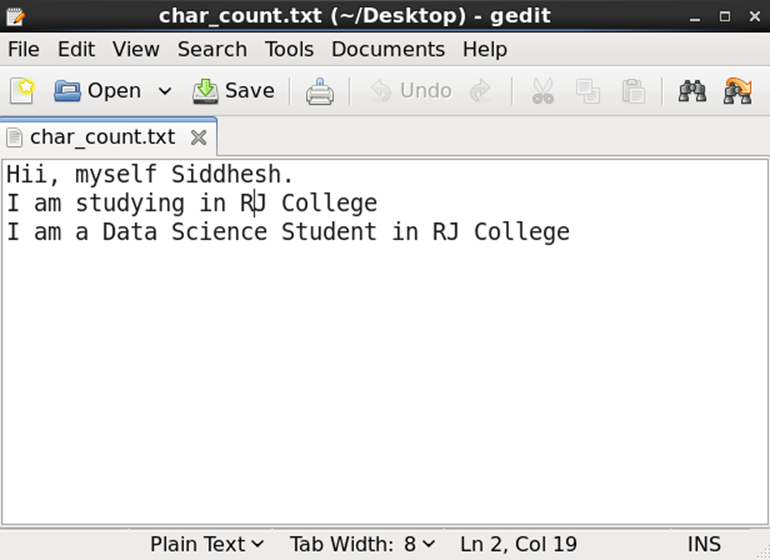 char_count.txt (~/Desktop) - gedit
File Edit View Search Tools Documents Help
Open Save Undo
char_count.txt
Hii, myself Siddhesh.
I am studying in RJ College
I am a Data Science Student in RJ College
Plain Text Tab Width: 8 Ln 2, Col 19 INS